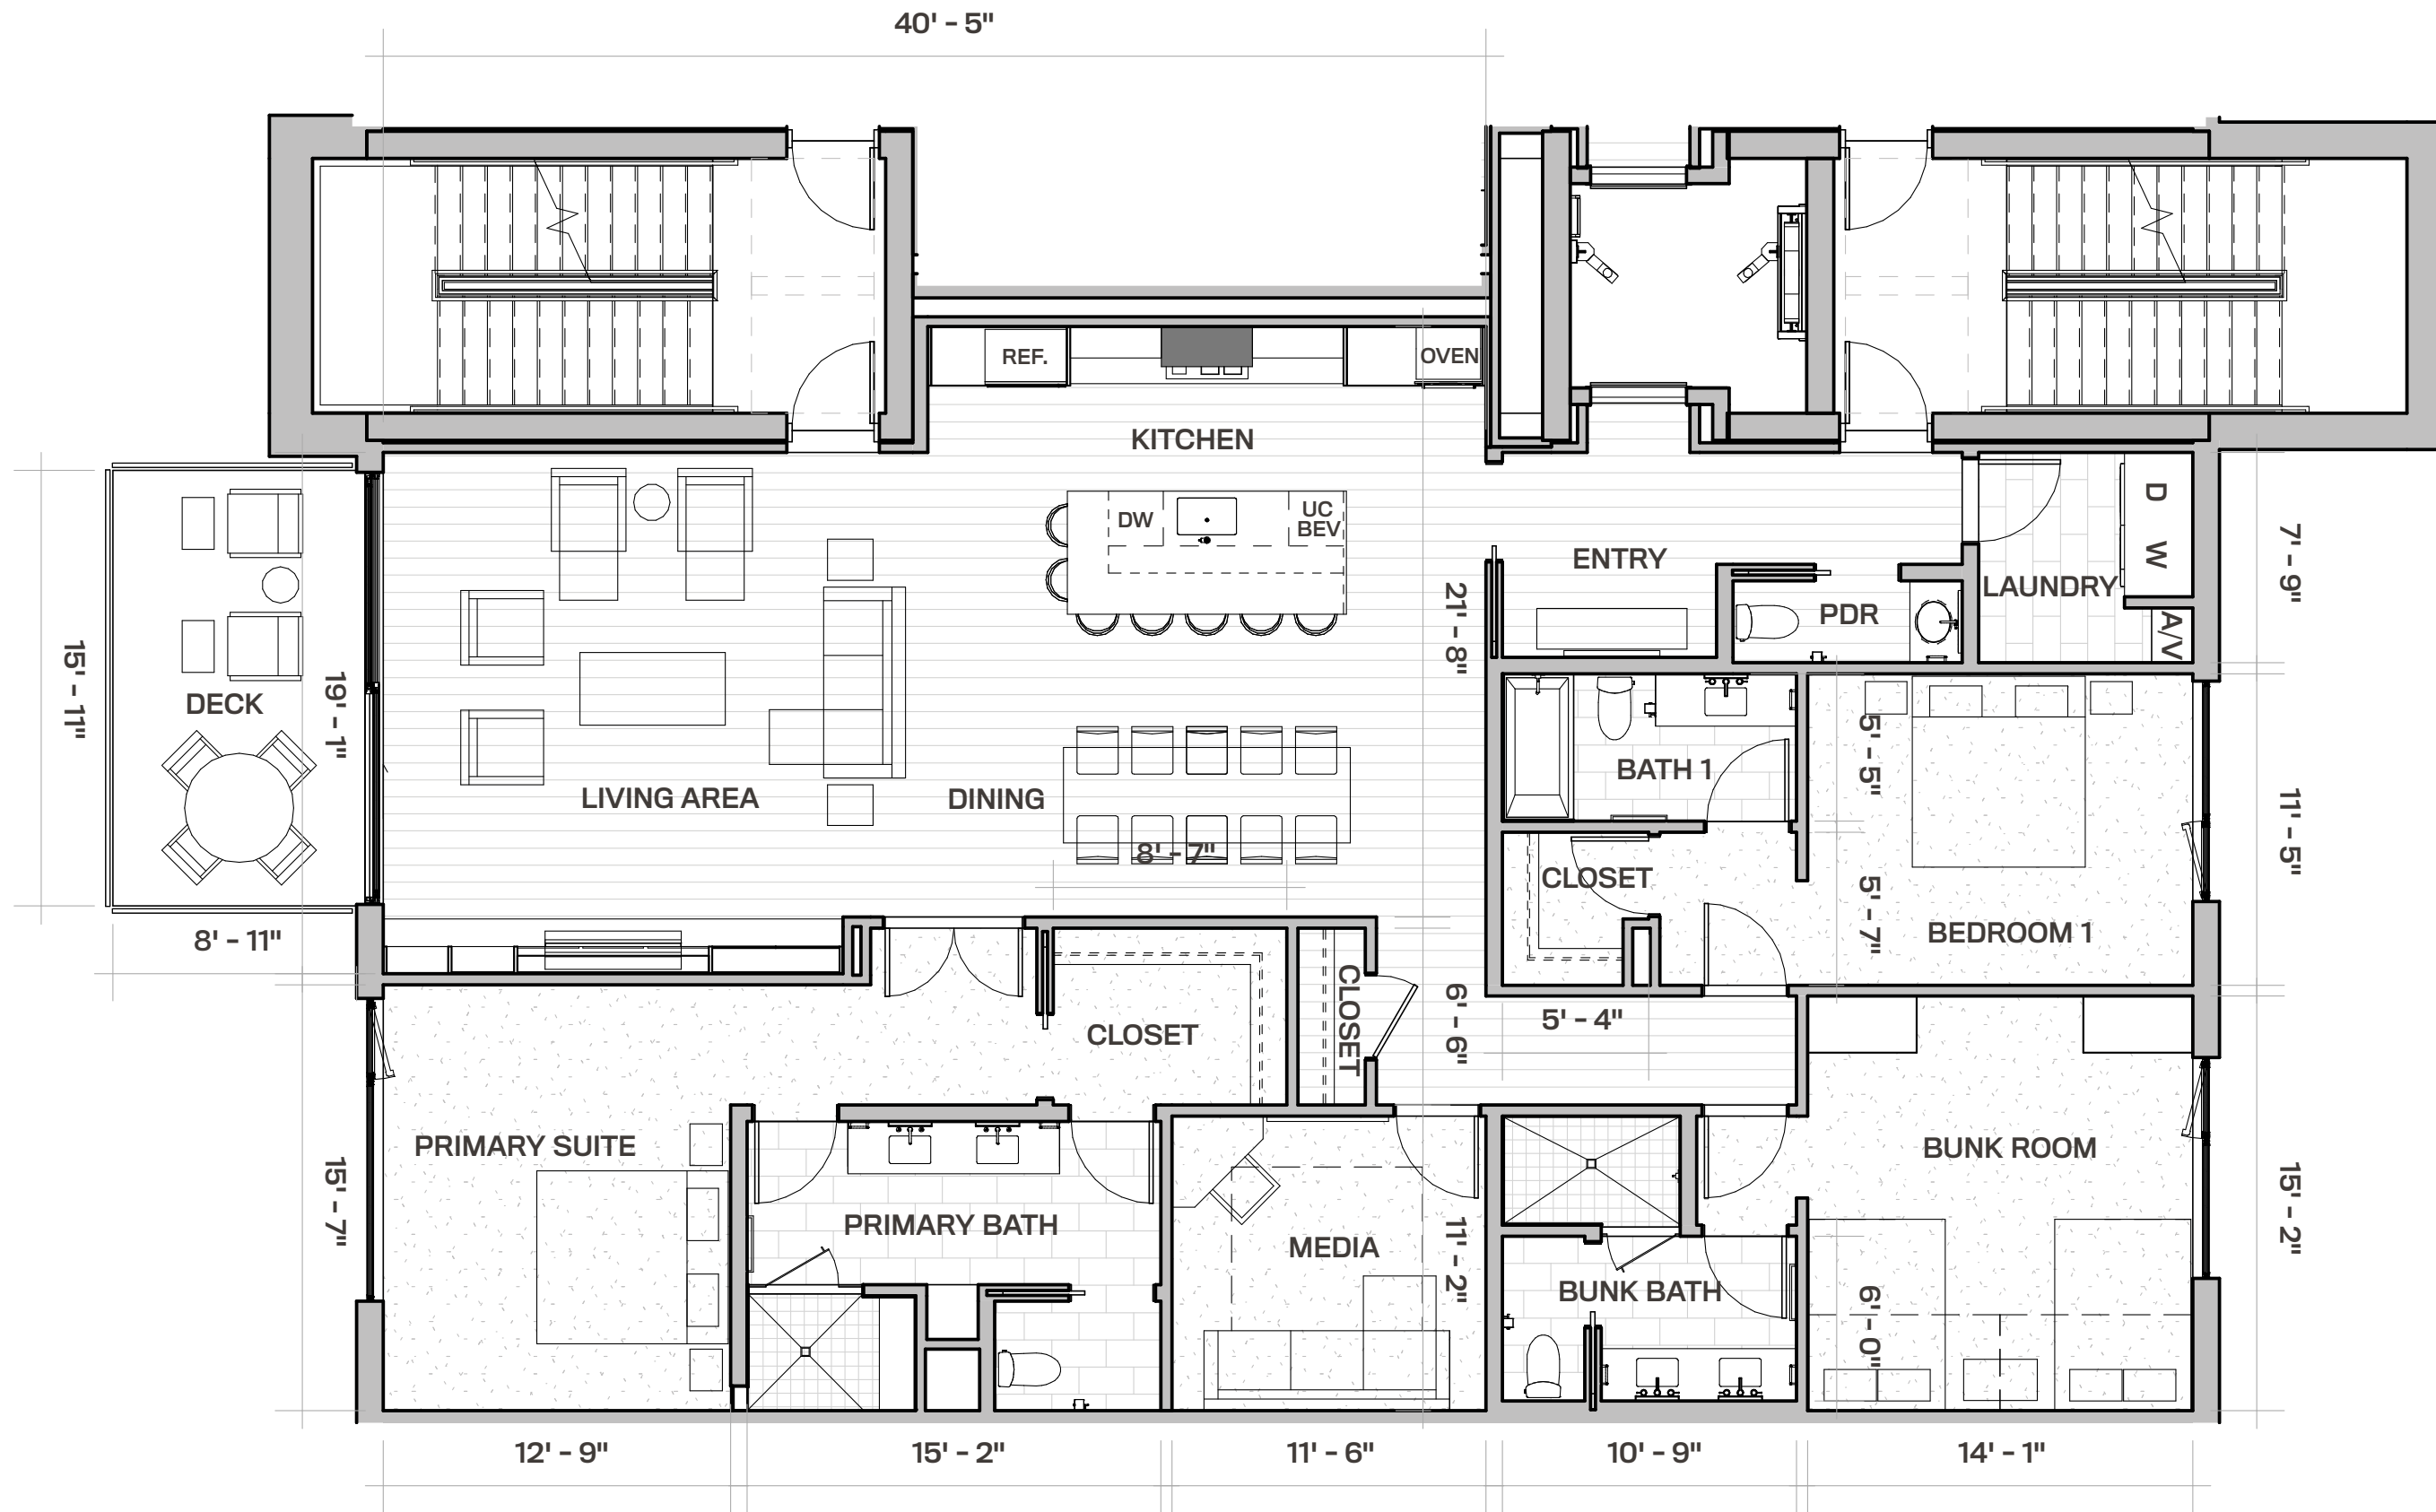 40' - 5"
REF.
OVEN
KITCHEN
DW
UC
BEV
ENTRY
D
W
7' - 9"
LAUNDRY
PDR
A/V
21' - 8"
15' - 11"
DECK
19' - 1"
LIVING AREA
DINING
8' - 7"
BATH 1
5' - 5"
11' - 5"
CLOSET
5' - 7"
BEDROOM 1
8' - 11"
CLOSET
CLOSET
6' - 6"
5' - 4"
PRIMARY SUITE
15' - 7"
PRIMARY BATH
MEDIA
11' - 2"
BUNK ROOM
15' - 2"
BUNK BATH
6' - 0"
12' - 9"
15' - 2"
11' - 6"
10' - 9"
14' - 1"